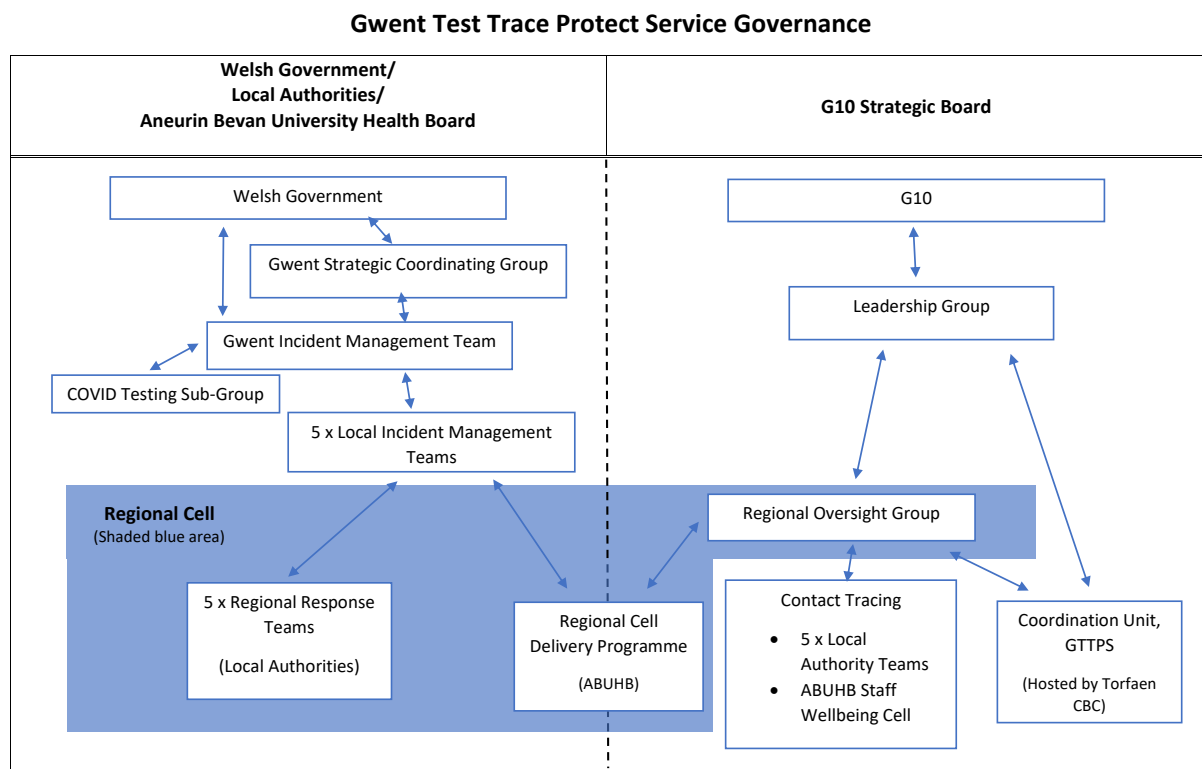 Gwent Test Trace Protect Service Governance
Welsh Government/
Local Authorities/
Aneurin Bevan University Health Board
G10 Strategic Board
Welsh Government
Gwent Strategic Coordinating Group
Gwent Incident Management Team
COVID Testing Sub-Group
5 x Local Incident Management
Teams
G10
Leadership Group
Regional Cell
(Shaded blue area)
Regional Oversight Group
5 x Regional Response
Teams
(Local Authorities)
Regional Cell
Delivery Programme
(ABUHB)
Contact Tracing
• 5 x Local
Authority Teams
• ABUHB Staff
Wellbeing Cell
Coordination Unit,
GTTPS
(Hosted by Torfaen
CBC)